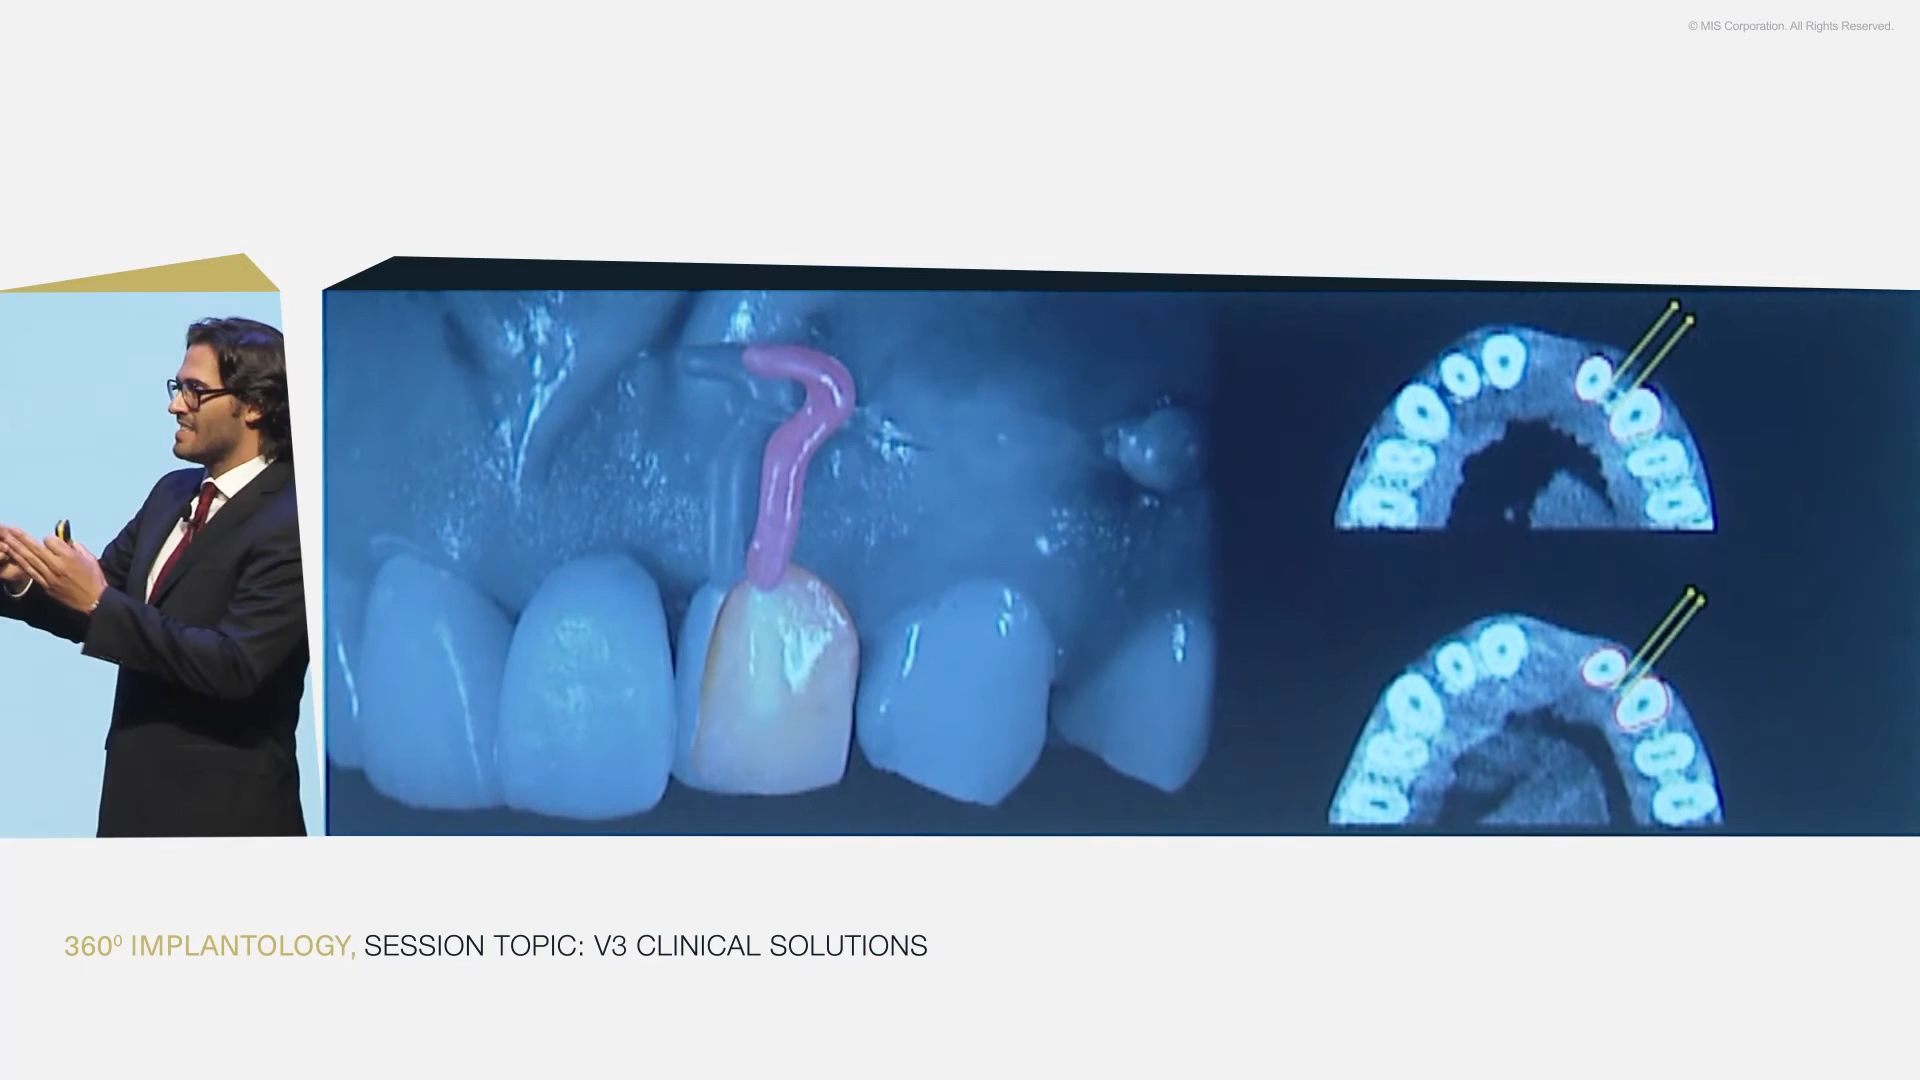 © MIS Corporation. All Rights Reserved.
360⁰ IMPLANTOLOGY, SESSION TOPIC: V3 CLINICAL SOLUTIONS